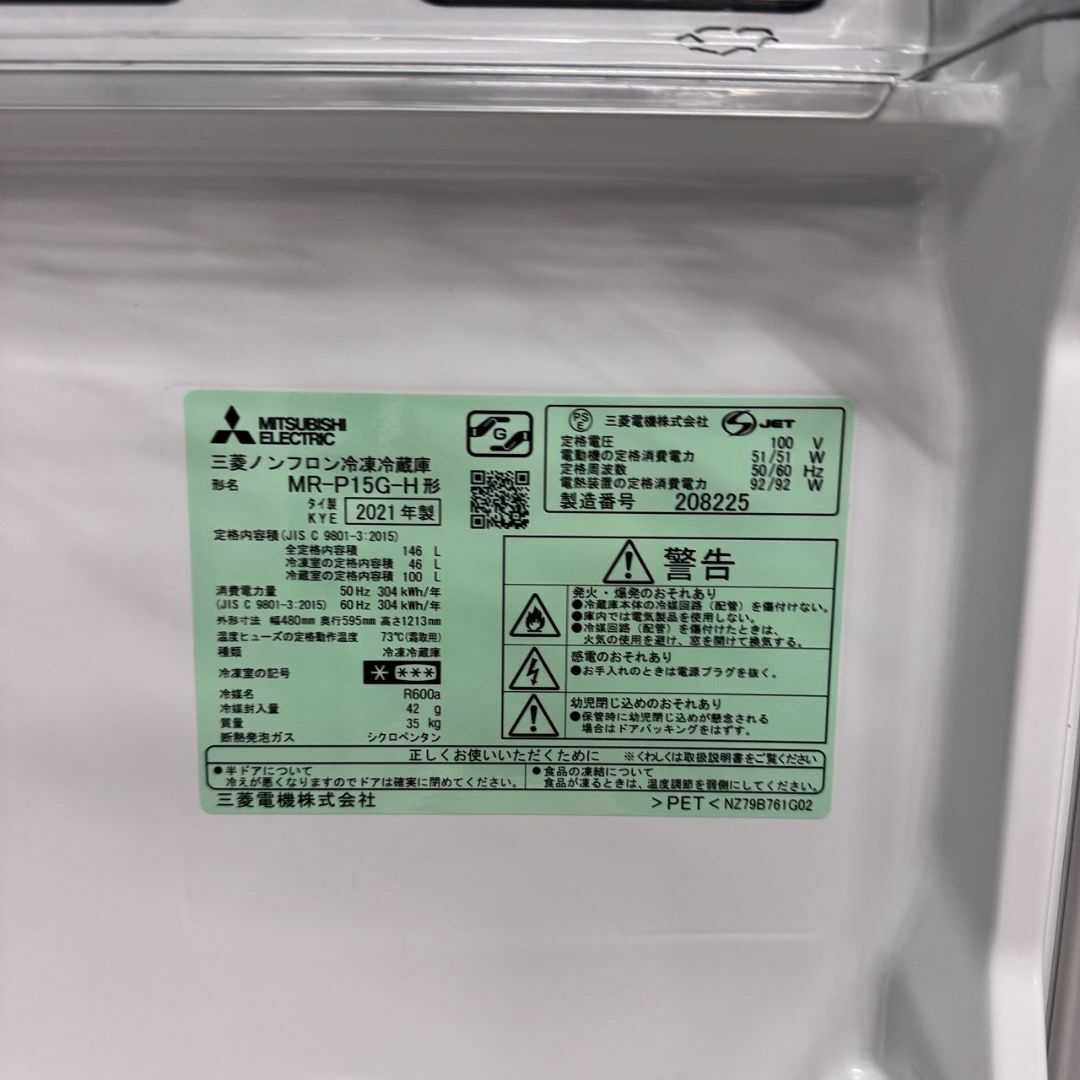 MITSUBISHI
ELECTRIC
三菱ノンフロン冷凍冷蔵庫
形名 MR-P15G-H形
タイ製
KYE 2021年製
G
定格内容積(JIS C 9801-3:2015)
全定格内容積 146 L
冷凍室の定格内容積 46 L
冷蔵室の定格内容積 100 L
消費電力量 50Hz 304kWh/年
(JIS C 9801-3:2015) 60Hz 304kWh/年
外形寸法 幅480mm 奥行595mm 高さ1213mm
温度ヒューズの定格動作温度 73℃(霜取用)
種類 冷凍冷蔵庫
冷凍室の記号 * ***
冷媒名 R600a
冷媒封入量 42 g
質量 35 kg
断熱発泡ガス シクロペンタン
PS
E 三菱電機株式会社 JET
定格電圧 100 V
電動機の定格消費電力 51/51 W
定格周波数 50/60 Hz
電熱装置の定格消費電力 92/92 W
製造番号 208225
警告
発火・爆発のおそれあり
●冷蔵庫本体の冷媒回路(配管)を傷付けない。
●庫内では電気製品を使用しない。
●冷媒回路(配管)を傷付けたときは、
火気の使用を避け、窓を開けて換気する。
感電のおそれあり
●お手入れのときは電源プラグを抜く。
幼児閉じ込めのおそれあり
●保管時に幼児閉じ込めが懸念される
場合はドアパッキングをはずす。
正しくお使いいただくために ※くわしくは取扱説明書をご覧ください
●半ドアについて
冷えが悪くなりますのでドアは確実に閉めてください。
●食品の凍結について
食品が凍るときは、温度調節を弱側にしてください。
三菱電機株式会社 >PET< NZ79B761G02